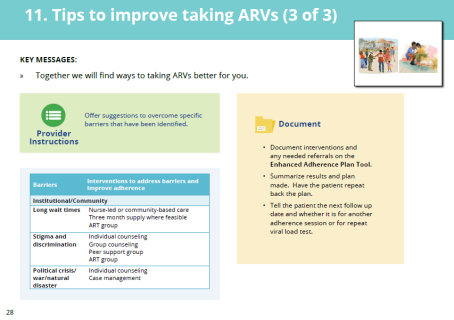 11. Tips to improve taking ARVs (3 of 3)
KEY MESSAGES:
» Together we will find ways to taking ARVs better for you.
Provider
Instructions
Offer suggestions to overcome specific
barriers that have been identified.
Barriers
Interventions to address barriers and
improve adherence
Institutional/Community
Long wait times
Nurse-led or community-based care
Three month supply where feasible
ART group
Stigma and
discrimination
Individual counseling
Group counseling
Peer support group
ART group
Political crisis/
war/natural
disaster
Individual counseling
Case management
Document
• Document interventions and
any needed referrals on the
Enhanced Adherence Plan Tool.
• Summarize results and plan
made. Have the patient repeat
back the plan.
• Tell the patient the next follow up
date and whether it is for another
adherence session or for repeat
viral load test.
28